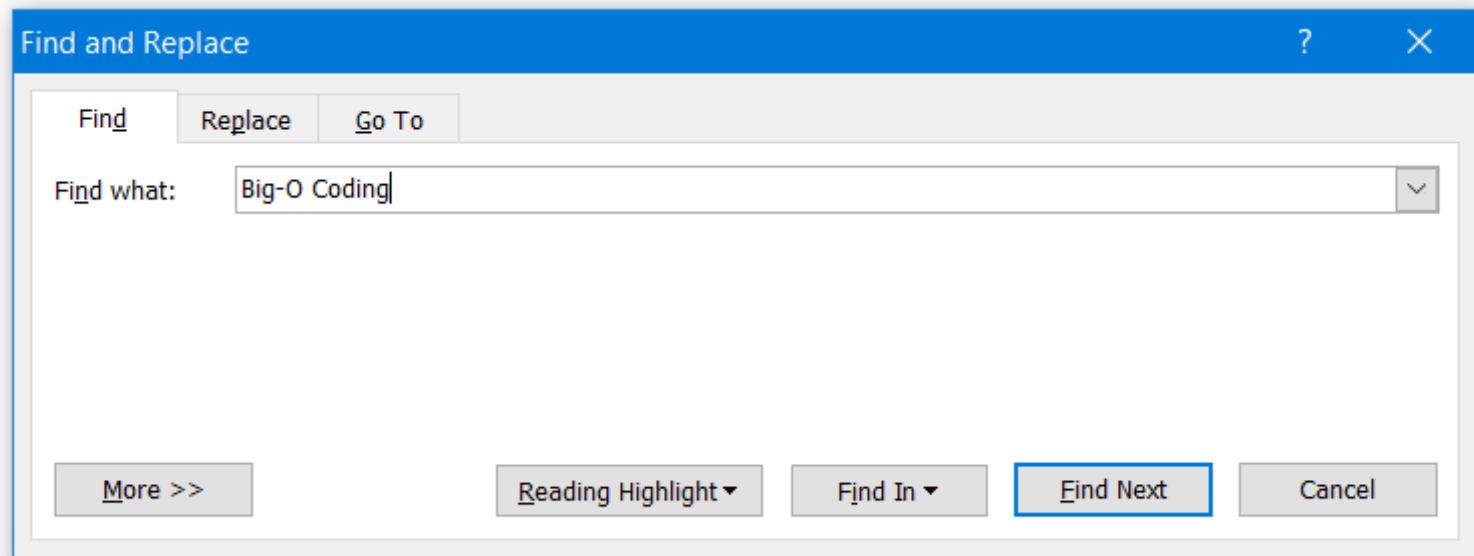 Find and Replace ?
Find Replace Go To
Find what: Big-O Coding
More >> Reading Highlight Find In Find Next Cancel